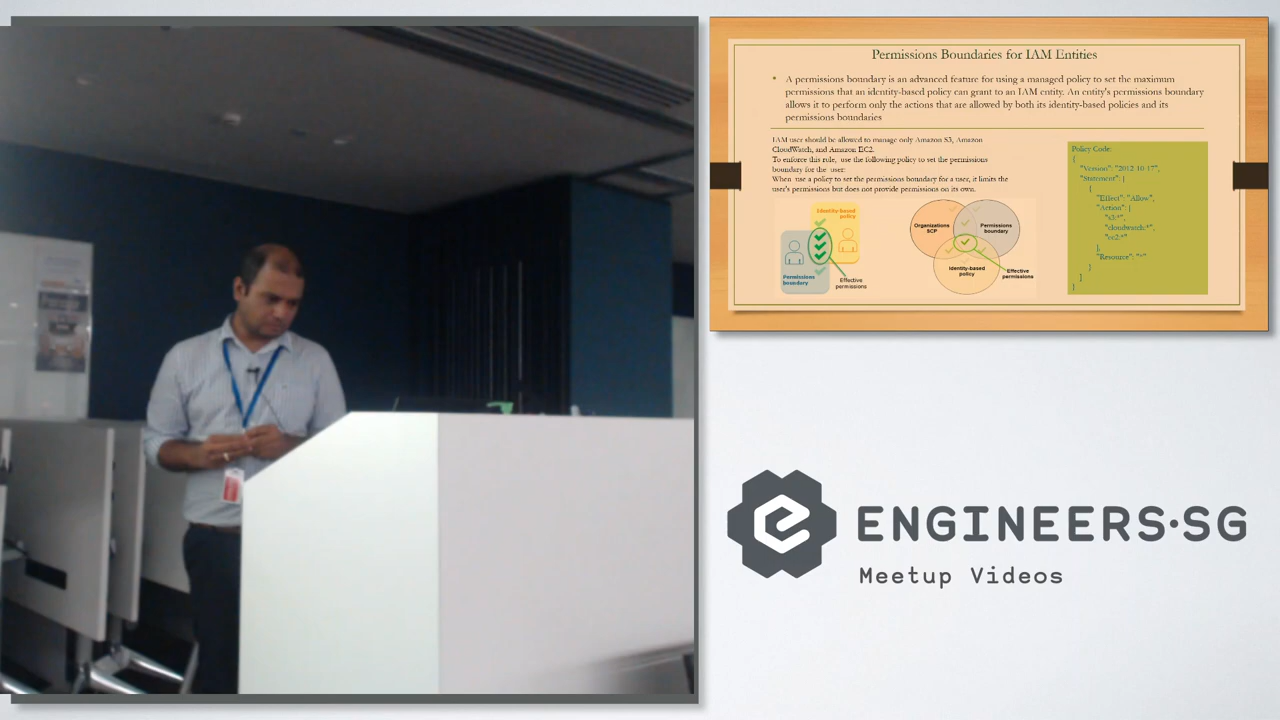 Permissions Boundaries for IAM Entities
• A permissions boundary is an advanced feature for using a managed policy to set the maximum
permissions that an identity-based policy can grant to an IAM entity. An entity's permissions boundary
allows it to perform only the actions that are allowed by both its identity-based policies and its
permissions boundaries
IAM user should be allowed to manage only Amazon S3, Amazon
CloudWatch, and Amazon EC2.
To enforce this rule, use the following policy to set the permissions
boundary for the user:
When use a policy to set the permissions boundary for a user, it limits the
user's permissions but does not provide permissions on its own.
Identity-based
policy
Permissions
boundary
Effective
permissions
Organizations
SCP
Permissions
boundary
Identity-based
policy
Effective
permissions
Policy Code:
{
"Version": "2012-10-17",
"Statement": [
{
"Effect": "Allow",
"Action": [
"s3:*",
"cloudwatch:*",
"ec2:*"
],
"Resource": "*"
}
]
}
ENGINEERS·SG
Meetup Videos